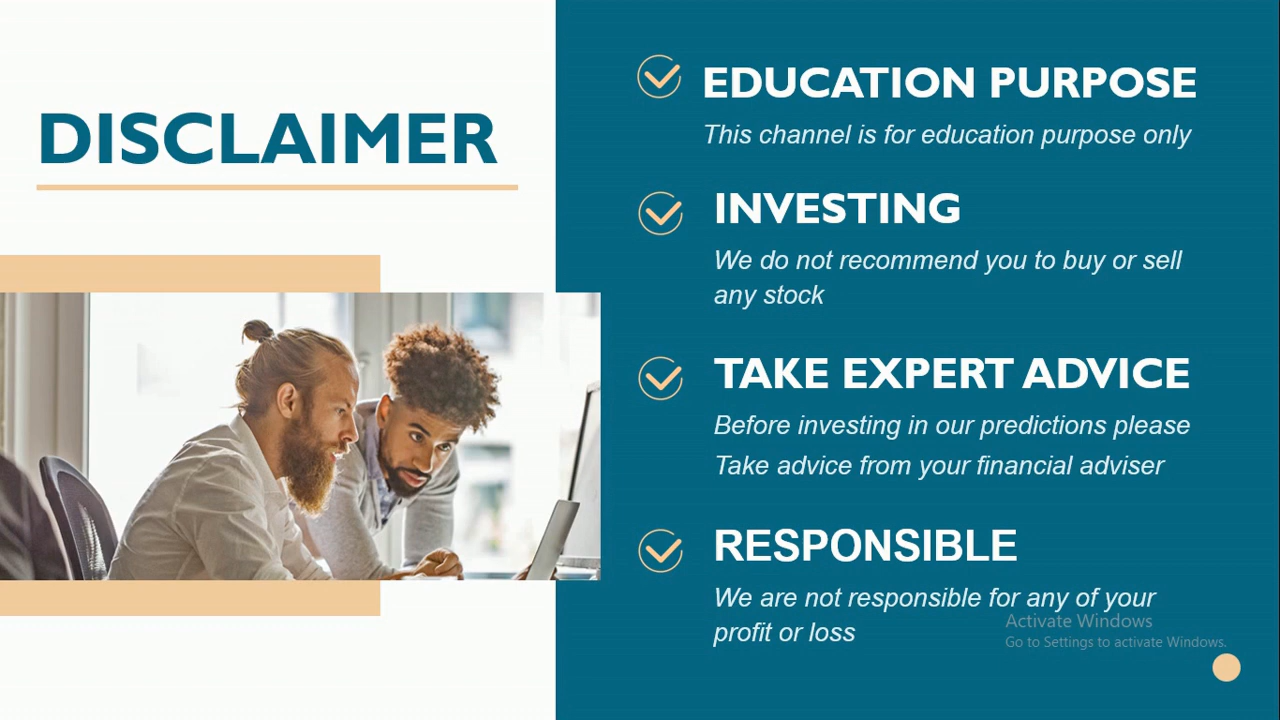 DISCLAIMER
EDUCATION PURPOSE
This channel is for education purpose only
INVESTING
We do not recommend you to buy or sell
any stock
TAKE EXPERT ADVICE
Before investing in our predictions please
Take advice from your financial adviser
RESPONSIBLE
We are not responsible for any of your
profit or loss
Activate Windows
Go to Settings to activate Windows.